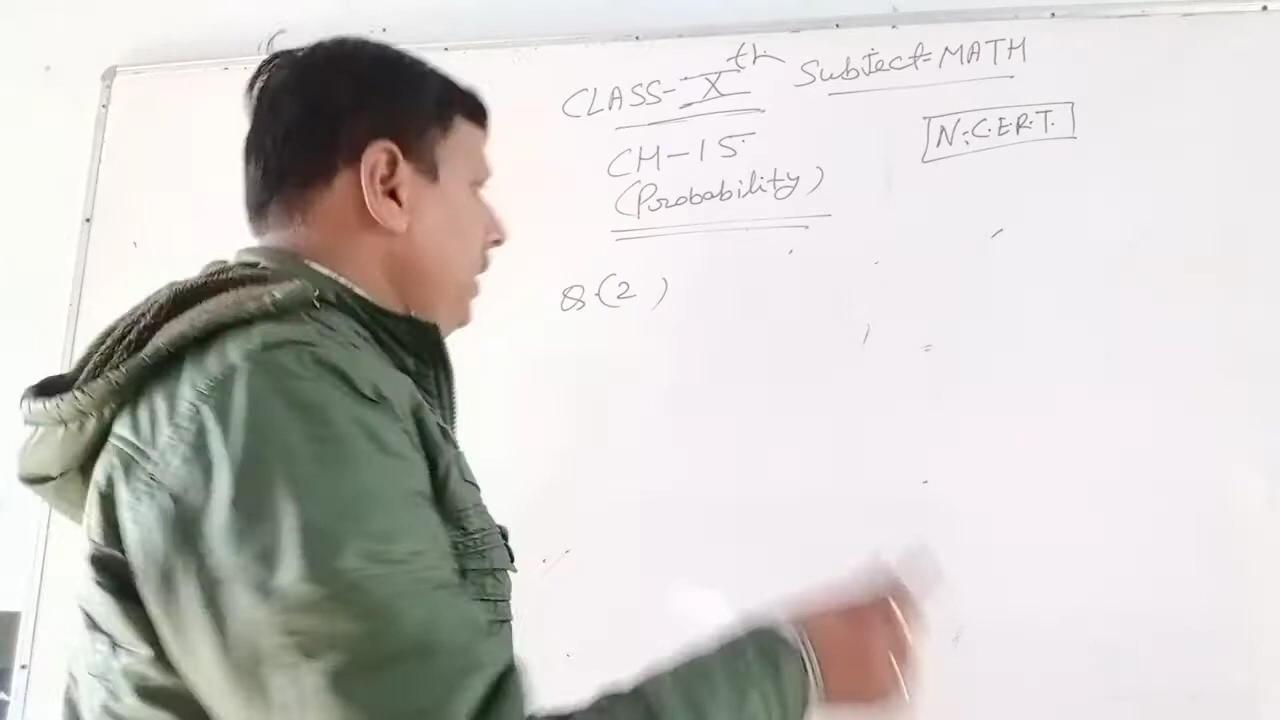 CLASS-Xth Subject=MATH
N.C.E.R.T.
CH-15
(Probability)
Q.(2)